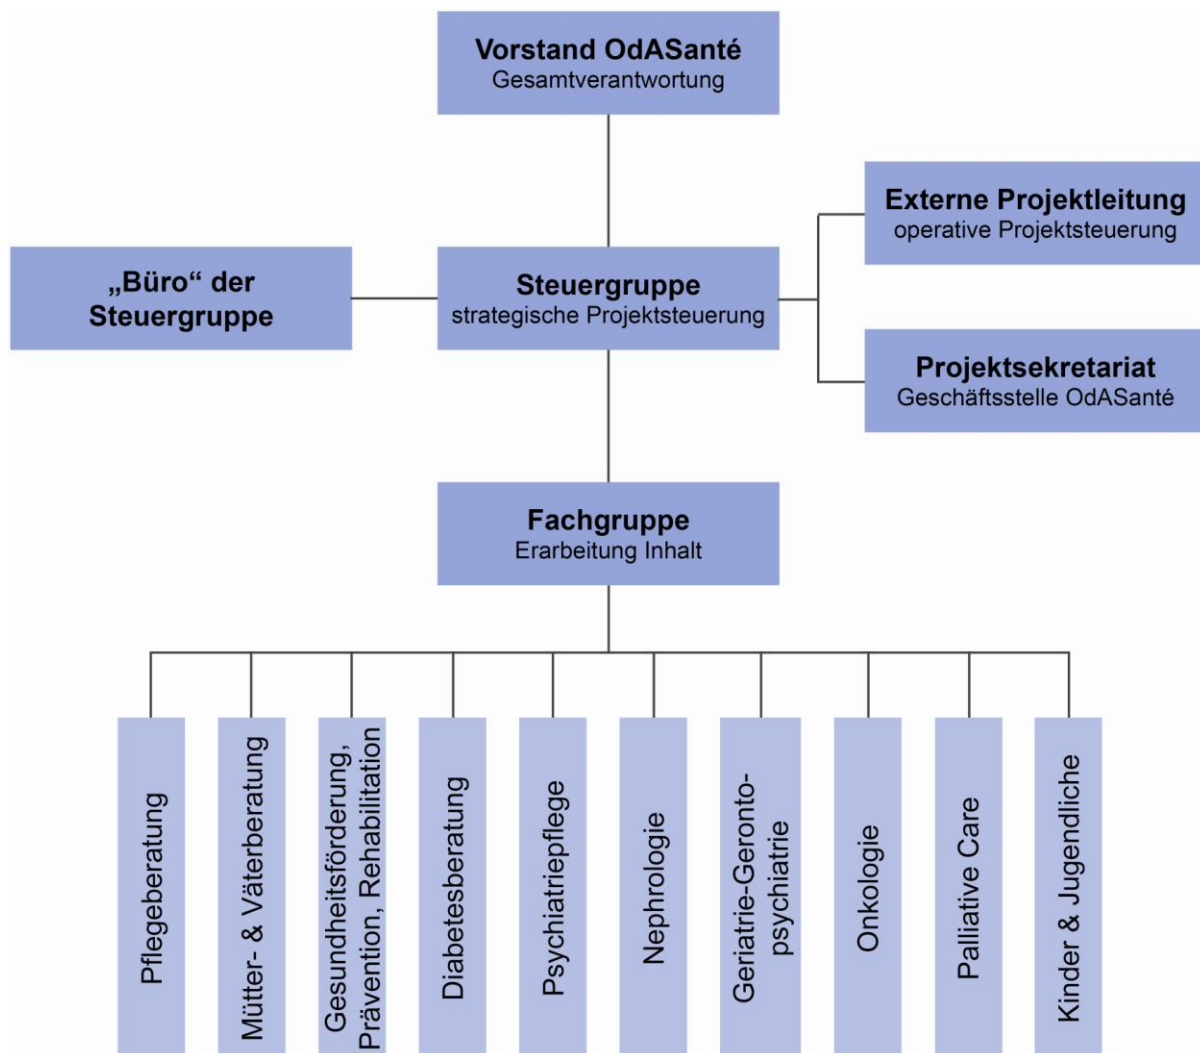 Vorstand OdASanté
Gesamtverantwortung
Externe Projektleitung
operative Projektsteuerung
„Büro“ der
Steuergruppe
Steuergruppe
strategische Projektsteuerung
Projektsekretariat
Geschäftsstelle OdASanté
Fachgruppe
Erarbeitung Inhalt
Pflegeberatung
Mütter- & Väterberatung
Gesundheitsförderung,
Prävention, Rehabilitation
Diabetesberatung
Psychiatriepflege
Nephrologie
Geriatrie-Geronto-
psychiatrie
Onkologie
Palliative Care
Kinder & Jugendliche